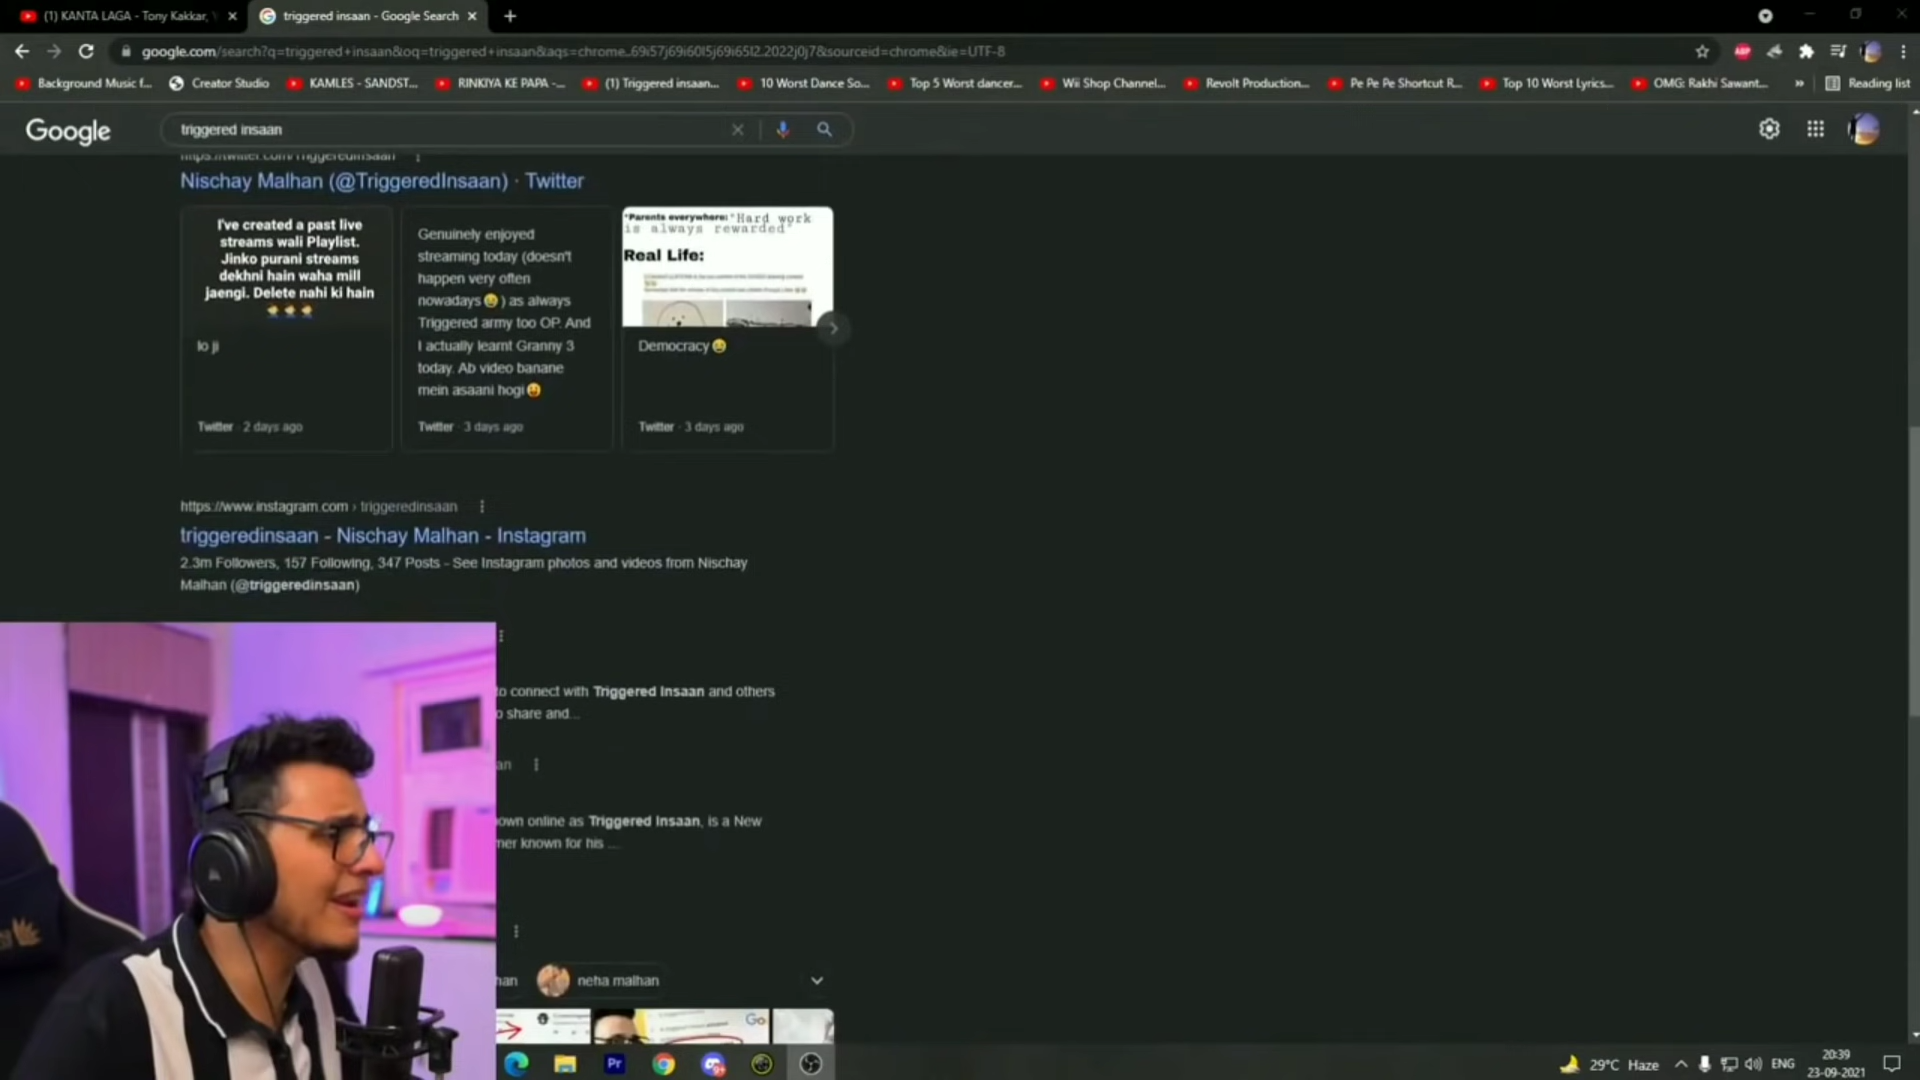 (1) KANTA LAGA - Tony Kakkar,
triggered insaan - Google Search
google.com/search?q=triggered+insaan&oq=triggered+insaan&aqs=chrome..69i57j69i60l5j69i65l2.2022j0j7&sourceid=chrome&ie=UTF-8
ABP
Background Music f...
Creator Studio
KAMLES - SANDST...
RINKIYA KE PAPA -...
(1) Triggered insaan...
10 Worst Dance So...
Top 5 Worst dancer...
Wii Shop Channel...
Revolt Production...
Pe Pe Pe Shortcut R...
Top 10 Worst Lyrics...
OMG: Rakhi Sawant...
Reading list
Google
triggered insaan
https://twitter.com/TriggeredInsaan
Nischay Malhan (@TriggeredInsaan) · Twitter
I've created a past live
streams wali Playlist.
Jinko purani streams
dekhni hain waha mill
jaengi. Delete nahi ki hain
lo ji
Twitter · 2 days ago
Genuinely enjoyed
streaming today (doesn't
happen very often
nowadays😂) as always
Triggered army too OP. And
I actually learnt Granny 3
today. Ab video banane
mein asaani hogi
Twitter · 3 days ago
"Parents everywhere: "Hard work
is always rewarded"
Real Life:
Democracy
Twitter · 3 days ago
https://www.instagram.com › triggeredinsaan
triggeredinsaan - Nischay Malhan - Instagram
2.3m Followers, 157 Following, 347 Posts - See Instagram photos and videos from Nischay
Malhan (@triggeredinsaan)
to connect with Triggered Insaan and others
share and...
an
own online as Triggered Insaan, is a New
known for his ...
neha malhan
Pr
29°C Haze
ENG
20:39
23-09-2021